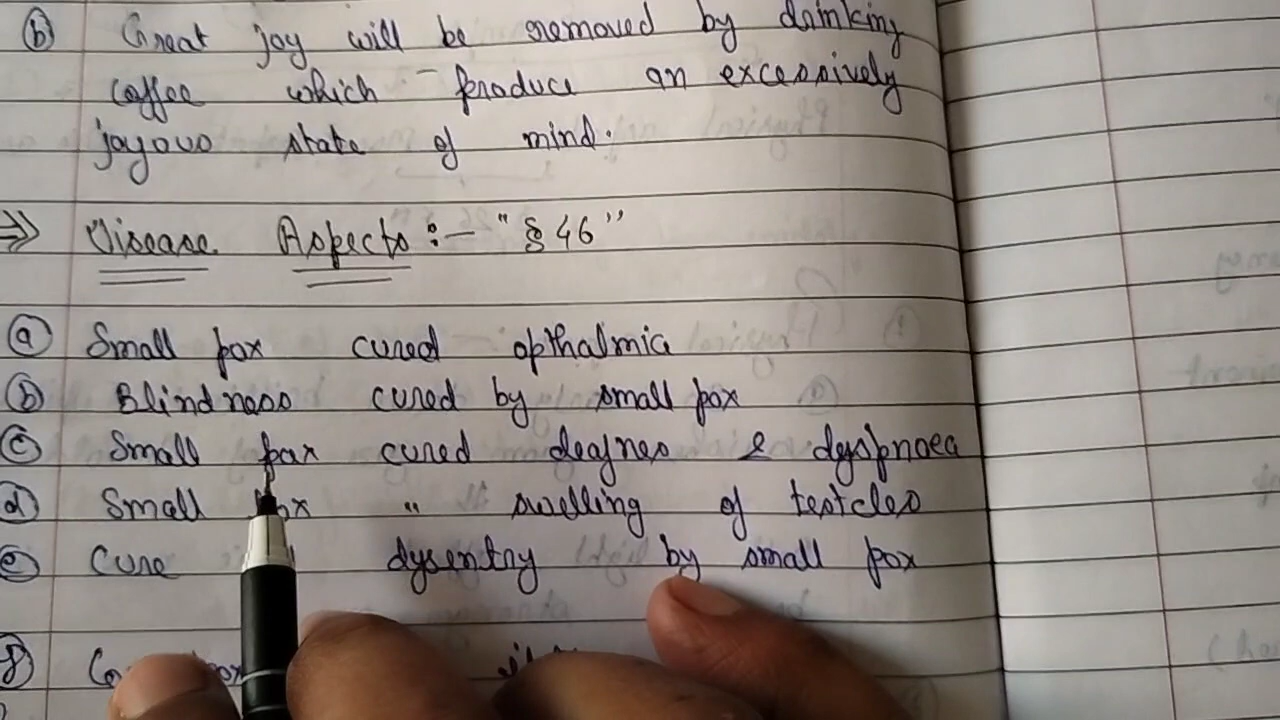 (b) Great joy will be removed by drinking
coffee which - produce an excessively
joyous state of mind.
⇒ Disease Aspects :- "§ 46"
(a) Small pox cured opthalmia
(b) Blindness cured by small pox
(c) Small pox cured deafness & dyspnoea
(d) Small pox " swelling of testcles
(e) Cure dysentry by small pox
(f)